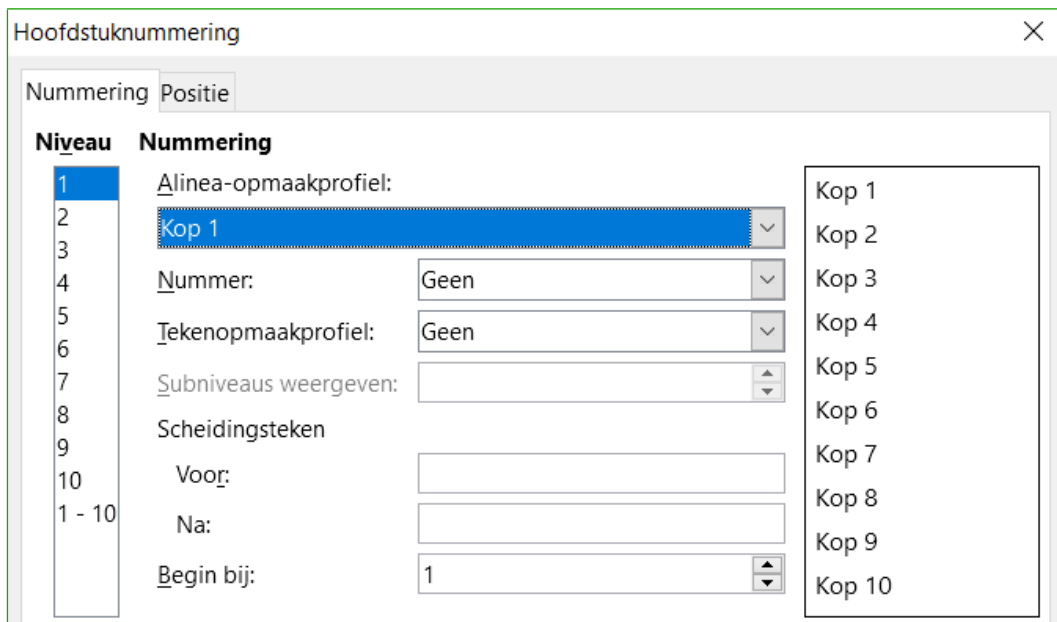 Hoofdstuknummering
Nummering Positie
Niveau Nummering
1
2
3
4
5
6
7
8
9
10
1 - 10
Alinea-opmaakprofiel:
Kop 1
Nummer: Geen
Tekenopmaakprofiel: Geen
Subniveaus weergeven:
Scheidingsteken
Voor:
Na:
Begin bij: 1
Kop 1
Kop 2
Kop 3
Kop 4
Kop 5
Kop 6
Kop 7
Kop 8
Kop 9
Kop 10